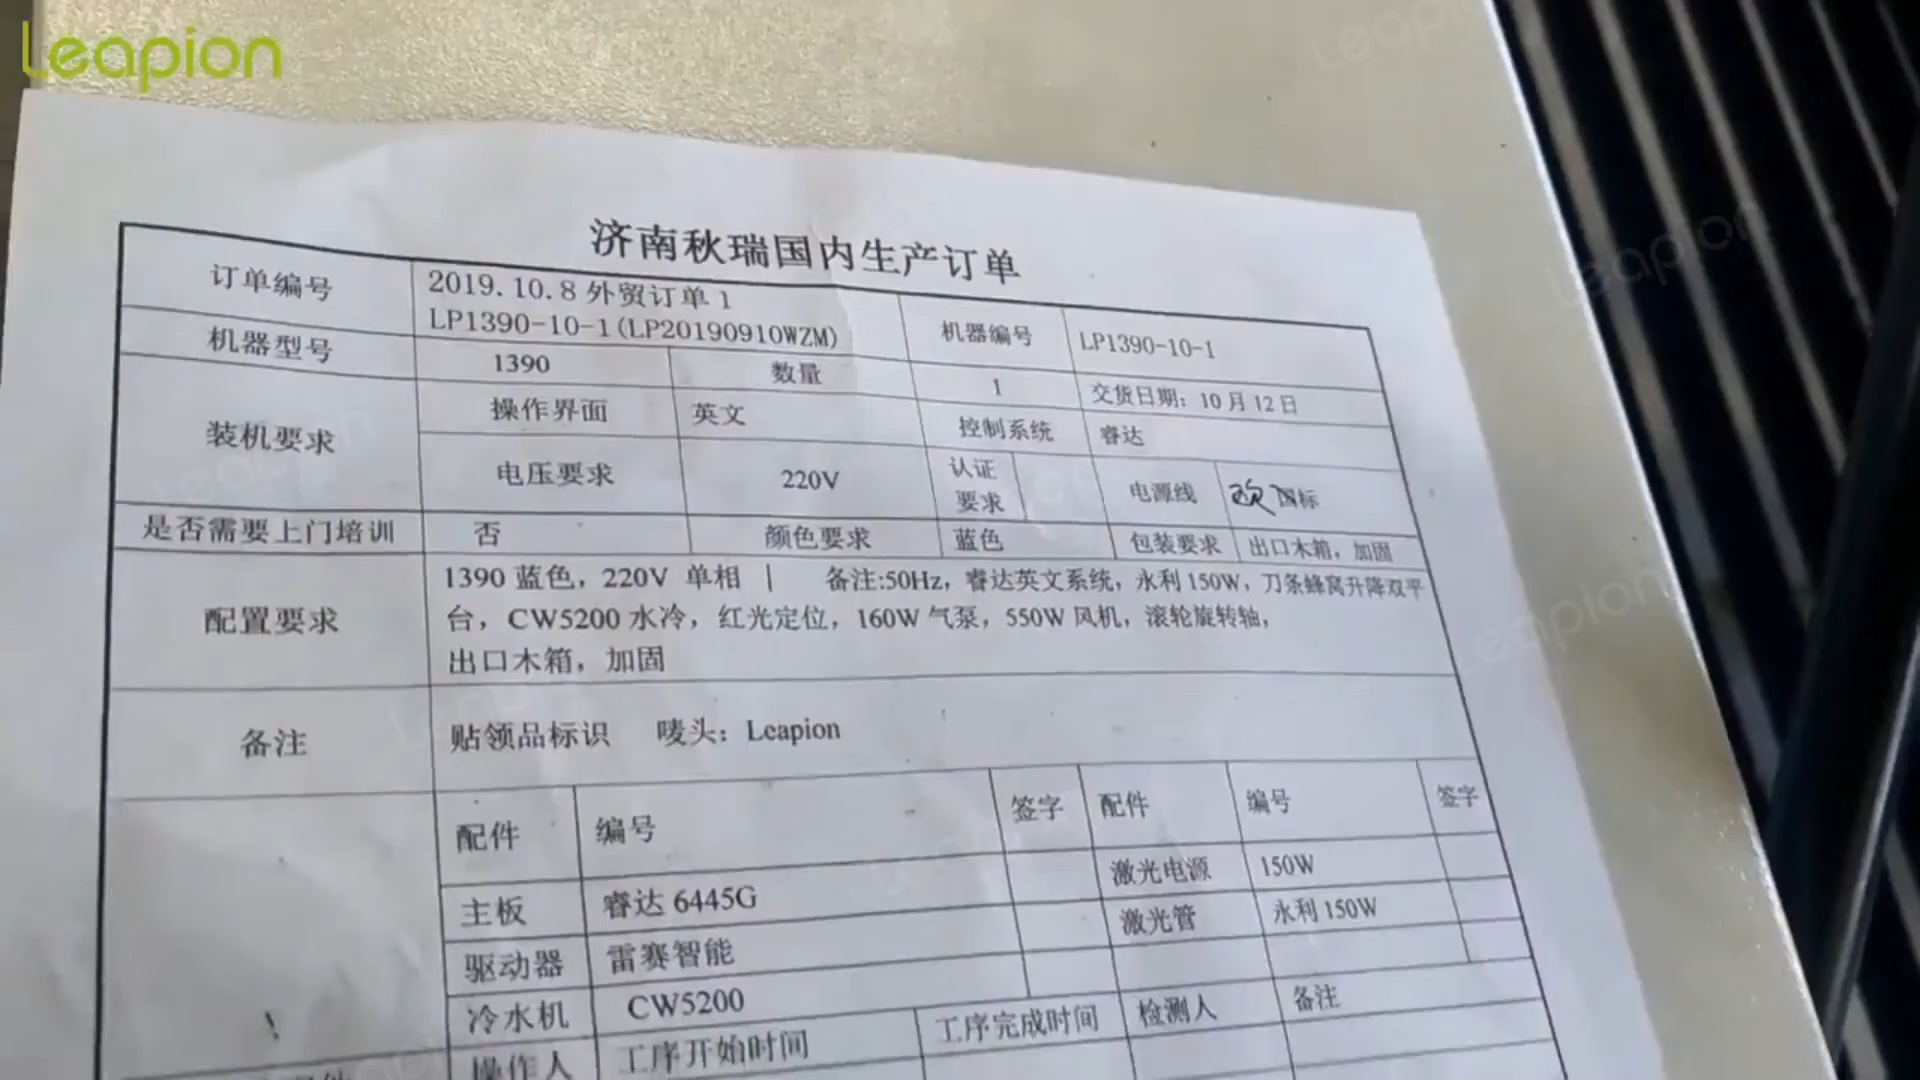 Leapion
济南秋瑞国内生产订单
订单编号
2019.10.8外贸订单1
LP1390-10-1(LP20190910WZM)
机器编号
LP1390-10-1
机器型号
1390
数量
1
交货日期：10月12日
装机要求
操作界面
英文
控制系统
睿达
电压要求
220V
认证
要求
电源线
欧 国标
是否需要上门培训
否
颜色要求
蓝色
包装要求
出口木箱，加固
配置要求
1390 蓝色，220V 单相 | 备注:50Hz，睿达英文系统，永利150W，刀条蜂窝升降双平
台，CW5200 水冷，红光定位，160W 气泵，550W 风机，滚轮旋转轴，
出口木箱，加固
备注
贴领品标识 唛头：Leapion
配件
编号
签字
配件
编号
签字
主板
睿达 6445G
激光电源
150W
驱动器
雷赛智能
激光管
永利 150W
冷水机
CW5200
操作人
工序开始时间
工序完成时间
检测人
备注